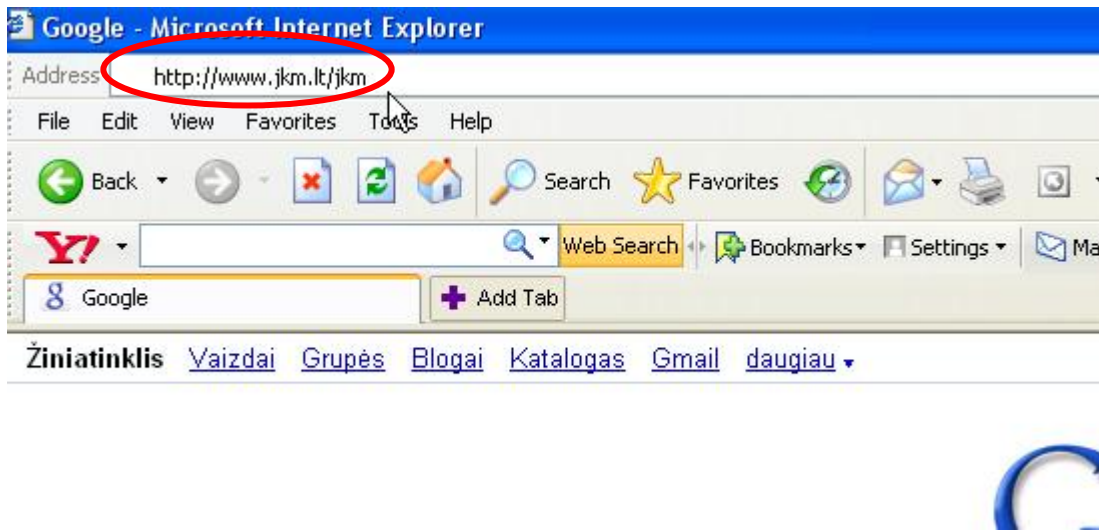 Google - Microsoft Internet Explorer
Address http://www.jkm.lt/jkm
File Edit View Favorites Tools Help
Back Search Favorites
Y! Web Search Bookmarks Settings Ma
Google Add Tab
Žiniatinklis Vaizdai Grupės Blogai Katalogas Gmail daugiau
G